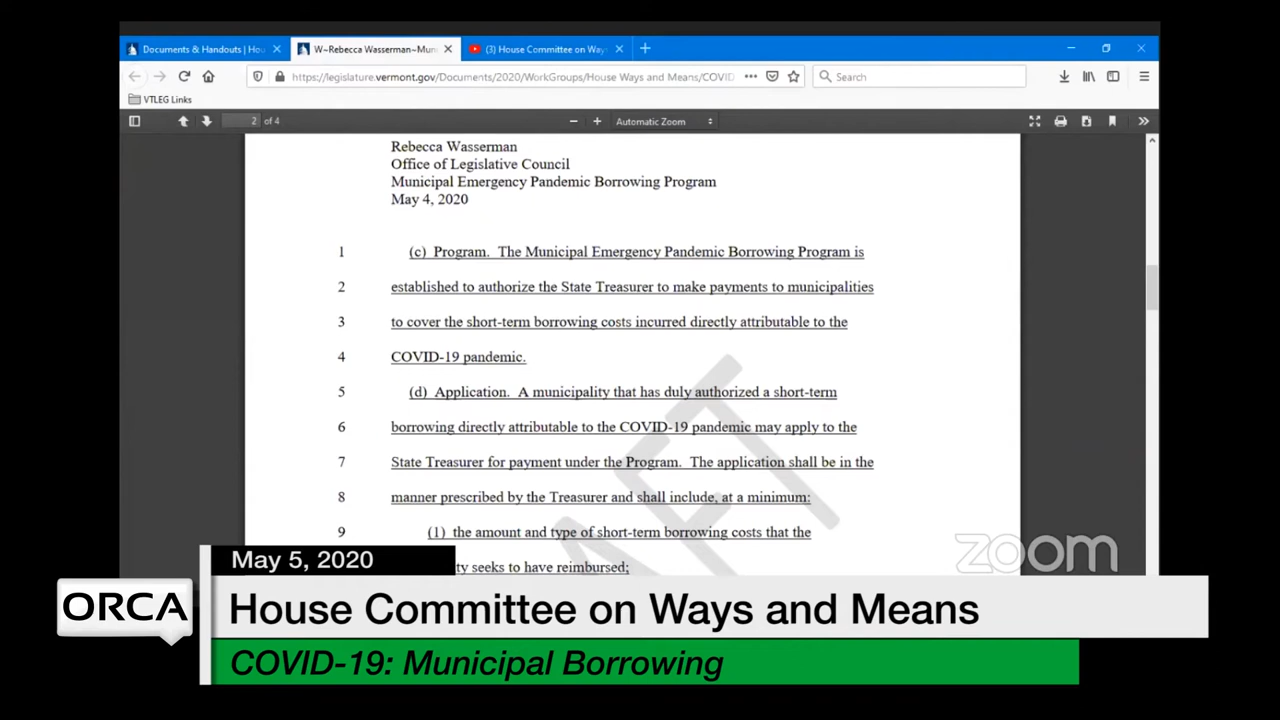 Documents & Handouts | Hou
W~Rebecca Wasserman~Mun
(3) House Committee on Ways
https://legislature.vermont.gov/Documents/2020/WorkGroups/House Ways and Means/COVID
Search
VTLEG Links
2 of 4
Automatic Zoom
Rebecca Wasserman
Office of Legislative Council
Municipal Emergency Pandemic Borrowing Program
May 4, 2020
1 (c) Program. The Municipal Emergency Pandemic Borrowing Program is
2 established to authorize the State Treasurer to make payments to municipalities
3 to cover the short-term borrowing costs incurred directly attributable to the
4 COVID-19 pandemic.
5 (d) Application. A municipality that has duly authorized a short-term
6 borrowing directly attributable to the COVID-19 pandemic may apply to the
7 State Treasurer for payment under the Program. The application shall be in the
8 manner prescribed by the Treasurer and shall include, at a minimum:
9 (1) the amount and type of short-term borrowing costs that the
ty seeks to have reimbursed;
AFT
zoom
May 5, 2020
ORCA
House Committee on Ways and Means
COVID-19: Municipal Borrowing